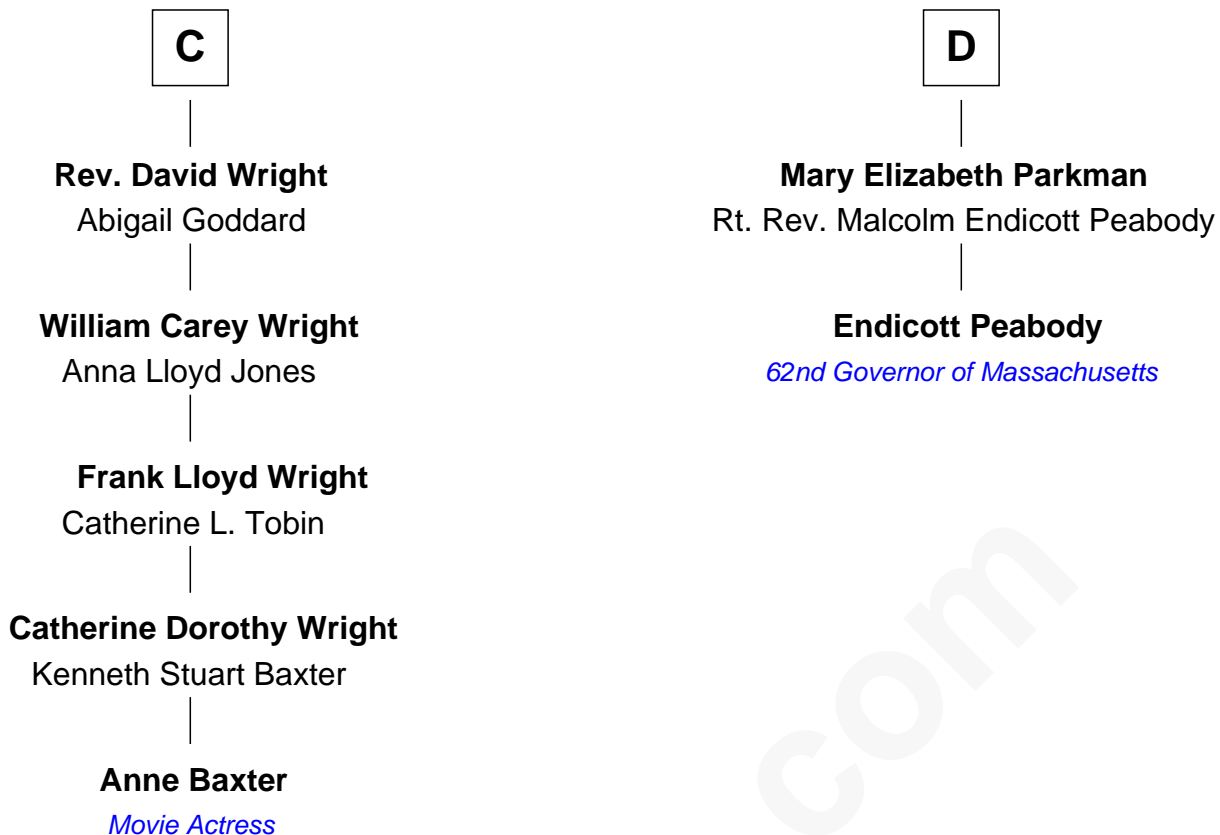 C
Rev. David Wright
Abigail Goddard
William Carey Wright
Anna Lloyd Jones
Frank Lloyd Wright
Catherine L. Tobin
Catherine Dorothy Wright
Kenneth Stuart Baxter
Anne Baxter
Movie Actress
D
Mary Elizabeth Parkman
Rt. Rev. Malcolm Endicott Peabody
Endicott Peabody
62nd Governor of Massachusetts
com